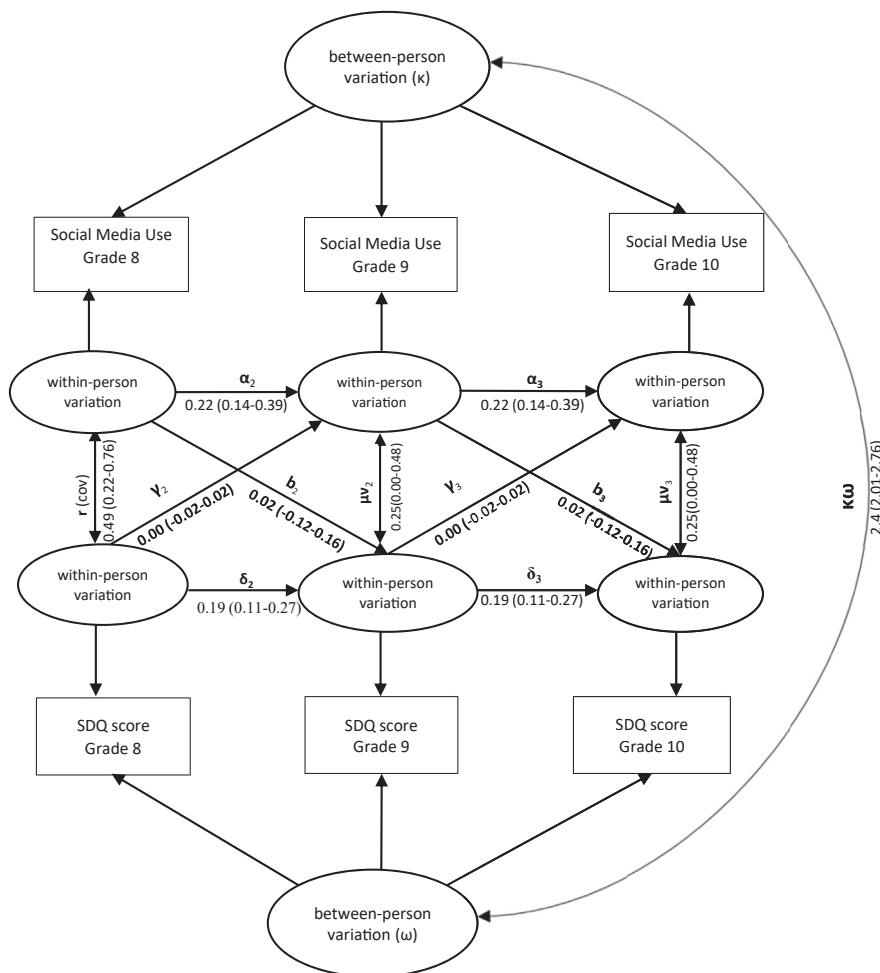 between-person
variation (κ)
Social Media Use
Grade 8
Social Media Use
Grade 9
Social Media Use
Grade 10
within-person
variation
α2
0.22 (0.14-0.39)
within-person
variation
α3
0.22 (0.14-0.39)
within-person
variation
r (cov)
0.49 (0.22-0.76)
γ2
0.00 (-0.02-0.02)
b2
0.02 (-0.12-0.16)
μν2
0.25(0.00-0.48)
γ3
0.00 (-0.02-0.02)
b3
0.02 (-0.12-0.16)
μν3
0.25(0.00-0.48)
κω
2.4 (2.01-2.76)
within-person
variation
δ2
0.19 (0.11-0.27)
within-person
variation
δ3
0.19 (0.11-0.27)
within-person
variation
SDQ score
Grade 8
SDQ score
Grade 9
SDQ score
Grade 10
between-person
variation (ω)